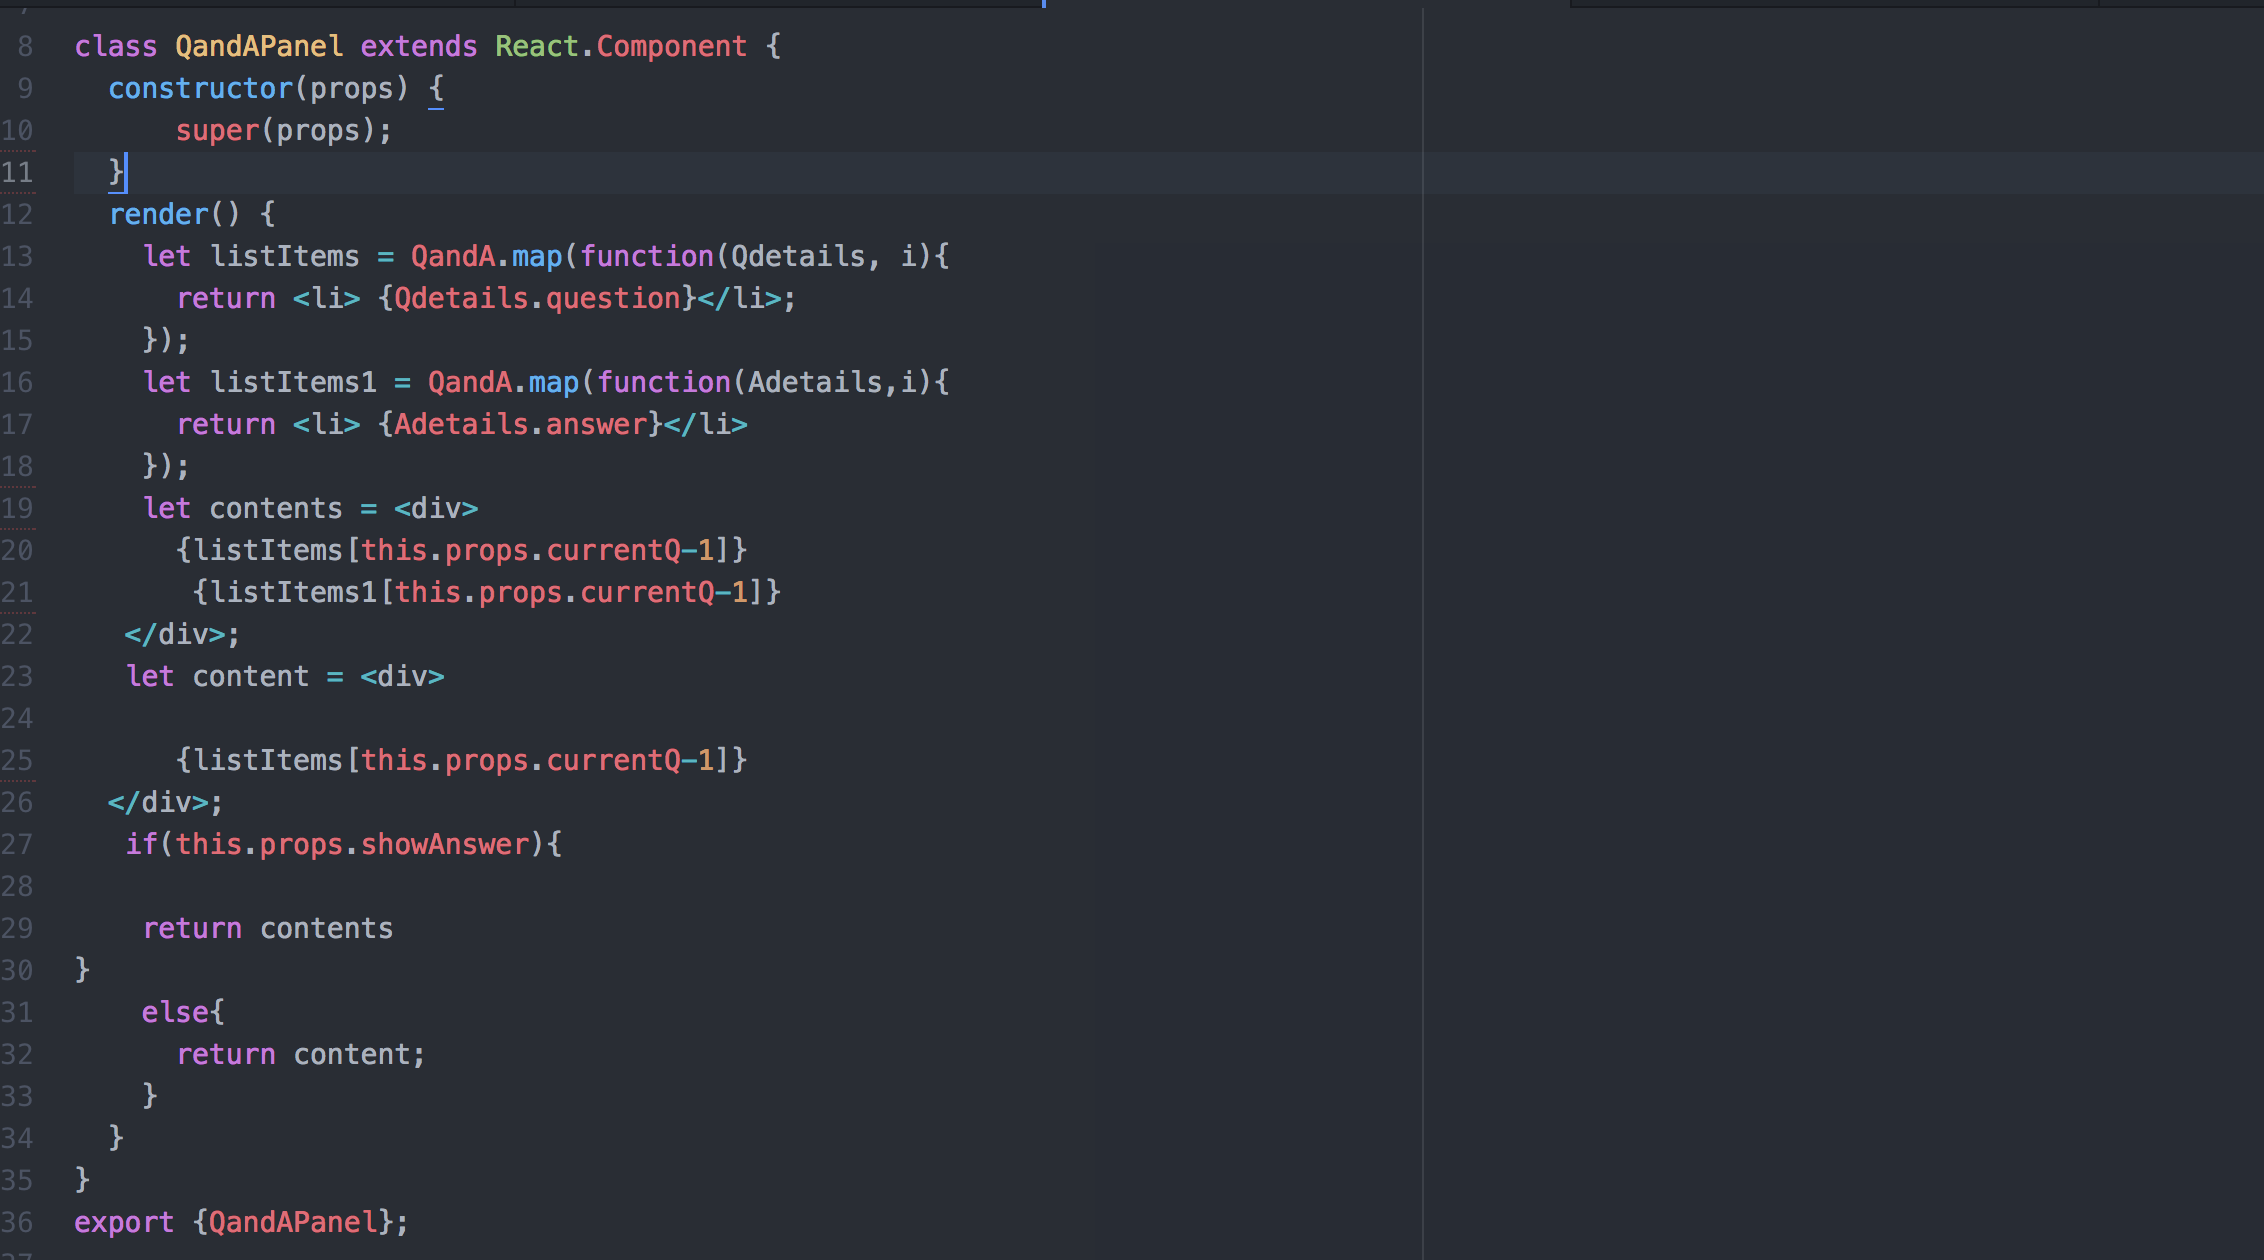 8 class QandAPanel extends React.Component {
9   constructor(props) {
10       super(props);
11   }
12   render() {
13     let listItems = QandA.map(function(Qdetails, i){
14       return <li> {Qdetails.question}</li>;
15     });
16     let listItems1 = QandA.map(function(Adetails,i){
17       return <li> {Adetails.answer}</li>
18     });
19     let contents = <div>
20       {listItems[this.props.currentQ-1]}
21        {listItems1[this.props.currentQ-1]}
22    </div>;
23    let content = <div>
24
25       {listItems[this.props.currentQ-1]}
26   </div>;
27    if(this.props.showAnswer){
28
29     return contents
30 }
31     else{
32       return content;
33     }
34   }
35 }
36 export {QandAPanel};